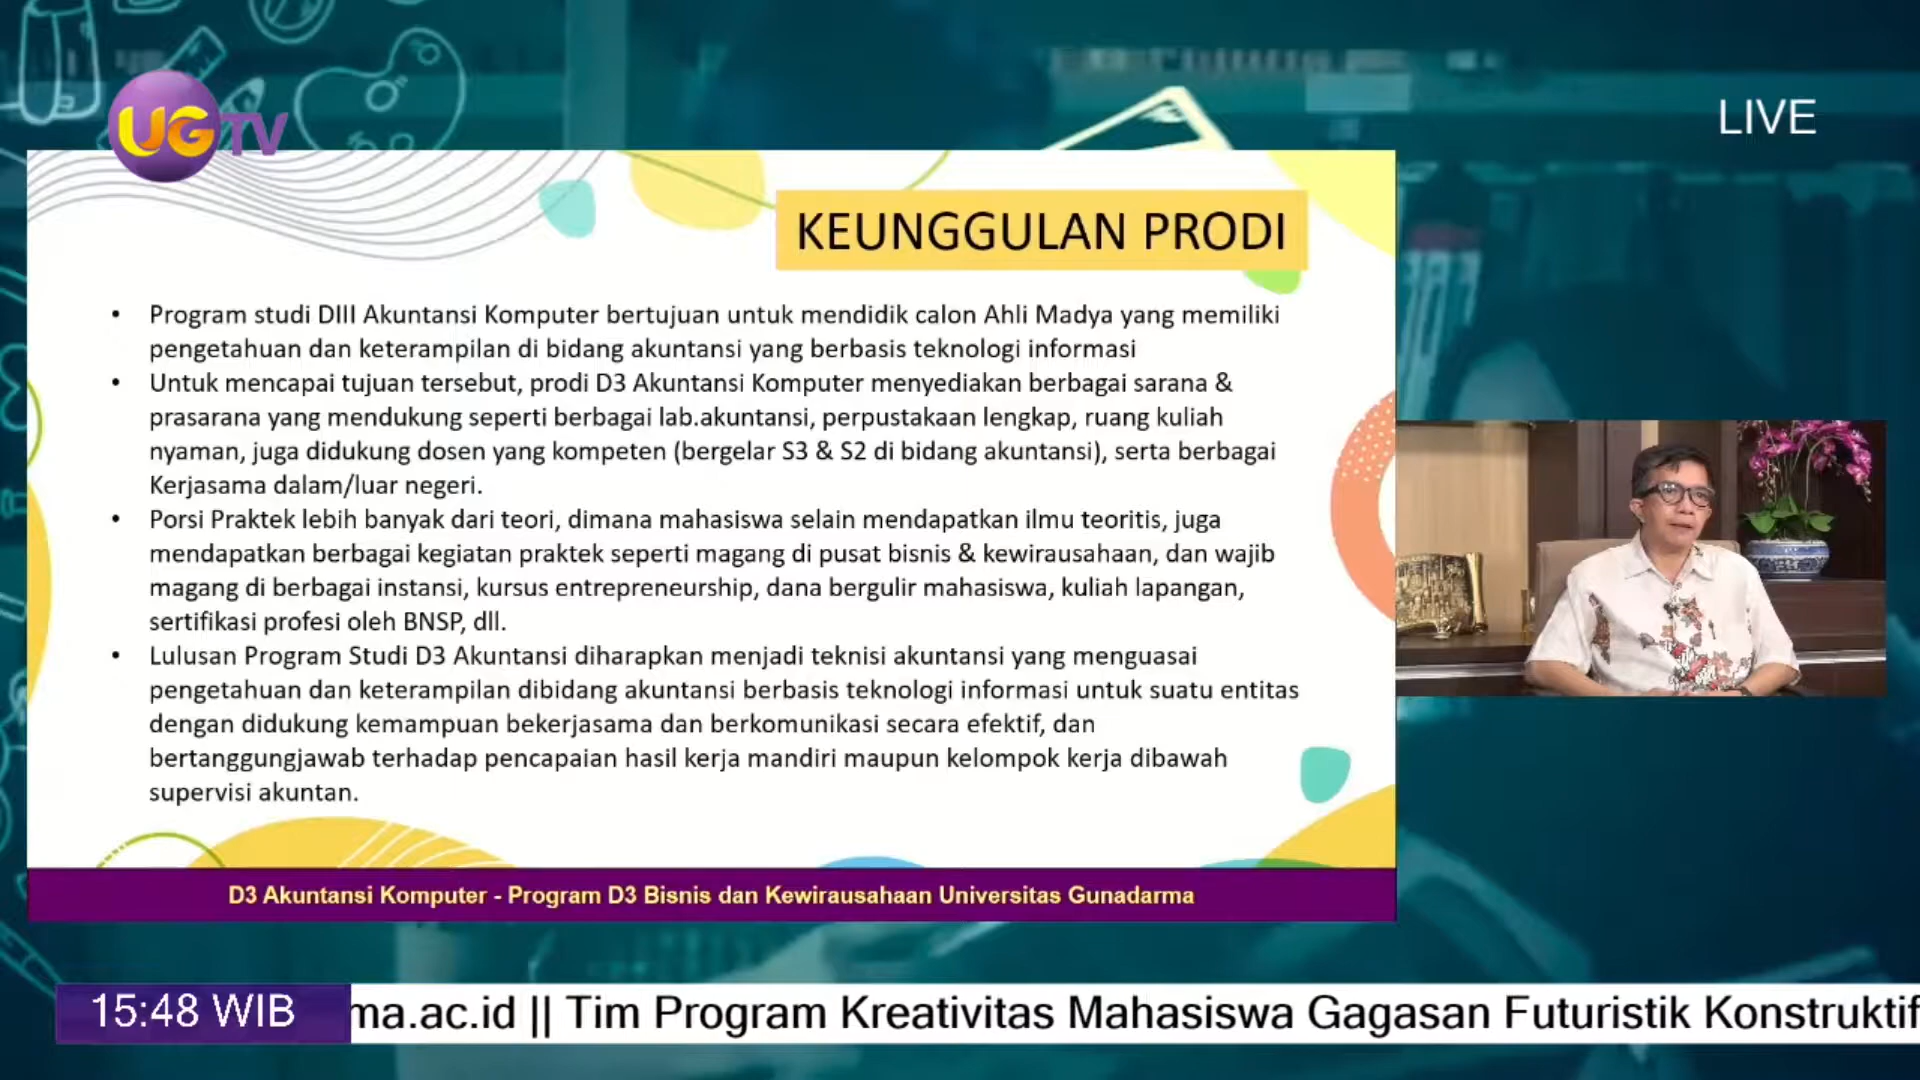 UGTV
LIVE
KEUNGGULAN PRODI
• Program studi DIII Akuntansi Komputer bertujuan untuk mendidik calon Ahli Madya yang memiliki
pengetahuan dan keterampilan di bidang akuntansi yang berbasis teknologi informasi
• Untuk mencapai tujuan tersebut, prodi D3 Akuntansi Komputer menyediakan berbagai sarana &
prasarana yang mendukung seperti berbagai lab.akuntansi, perpustakaan lengkap, ruang kuliah
nyaman, juga didukung dosen yang kompeten (bergelar S3 & S2 di bidang akuntansi), serta berbagai
Kerjasama dalam/luar negeri.
• Porsi Praktek lebih banyak dari teori, dimana mahasiswa selain mendapatkan ilmu teoritis, juga
mendapatkan berbagai kegiatan praktek seperti magang di pusat bisnis & kewirausahaan, dan wajib
magang di berbagai instansi, kursus entrepreneurship, dana bergulir mahasiswa, kuliah lapangan,
sertifikasi profesi oleh BNSP, dll.
• Lulusan Program Studi D3 Akuntansi diharapkan menjadi teknisi akuntansi yang menguasai
pengetahuan dan keterampilan dibidang akuntansi berbasis teknologi informasi untuk suatu entitas
dengan didukung kemampuan bekerjasama dan berkomunikasi secara efektif, dan
bertanggungjawab terhadap pencapaian hasil kerja mandiri maupun kelompok kerja dibawah
supervisi akuntan.
D3 Akuntansi Komputer - Program D3 Bisnis dan Kewirausahaan Universitas Gunadarma
15:48 WIB
ma.ac.id || Tim Program Kreativitas Mahasiswa Gagasan Futuristik Konstruktif